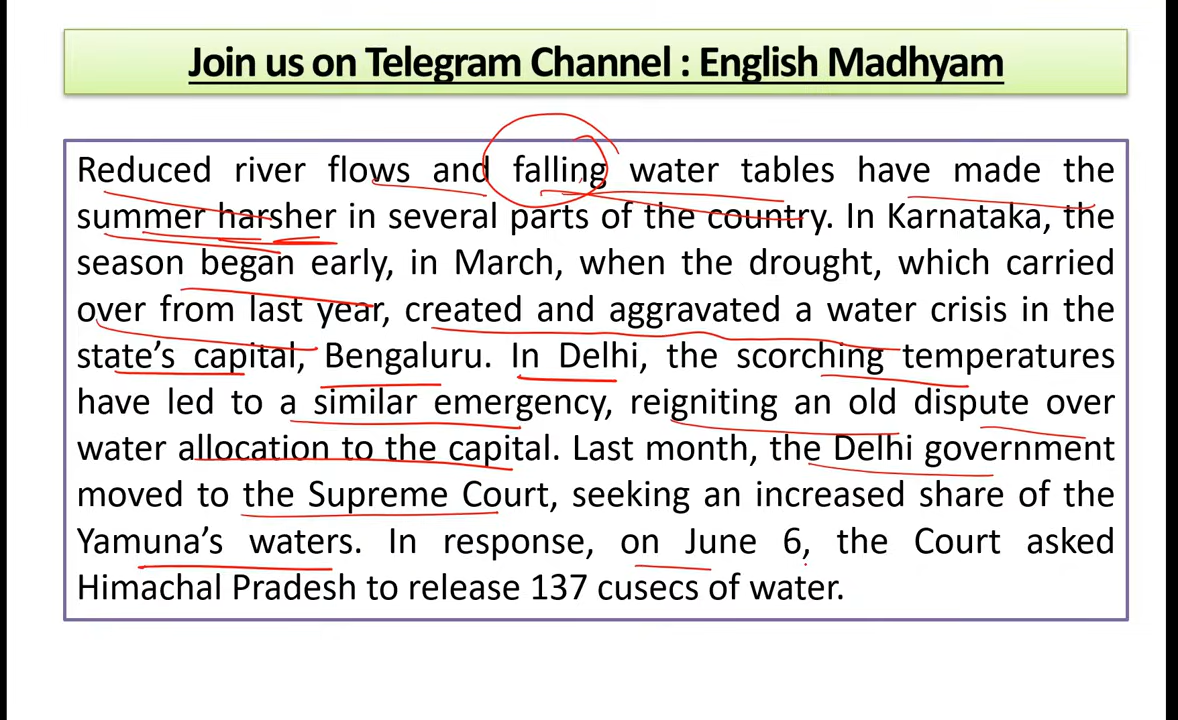 Join us on Telegram Channel : English Madhyam
Reduced river flows and falling water tables have made the
summer harsher in several parts of the country. In Karnataka, the
season began early, in March, when the drought, which carried
over from last year, created and aggravated a water crisis in the
state’s capital, Bengaluru. In Delhi, the scorching temperatures
have led to a similar emergency, reigniting an old dispute over
water allocation to the capital. Last month, the Delhi government
moved to the Supreme Court, seeking an increased share of the
Yamuna’s waters. In response, on June 6, the Court asked
Himachal Pradesh to release 137 cusecs of water.